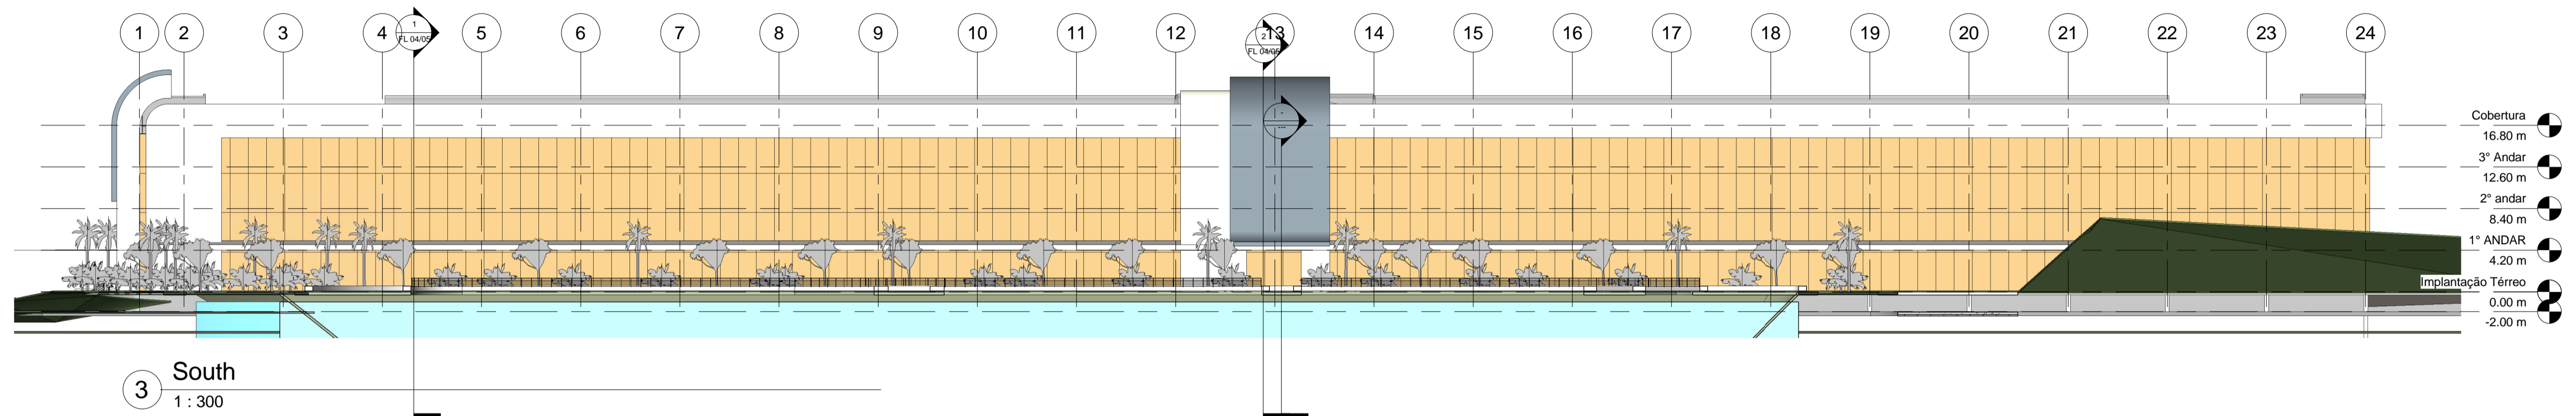 1 2 3 4 5 6 7 8 9 10 11 12 13 14 15 16 17 18 19 20 21 22 23 24
1
FL 04/05
2
FL 04/05
Cobertura
16.80 m
3° Andar
12.60 m
2° andar
8.40 m
1° ANDAR
4.20 m
Implantação Térreo
0.00 m
-2.00 m
3
South
1 : 300